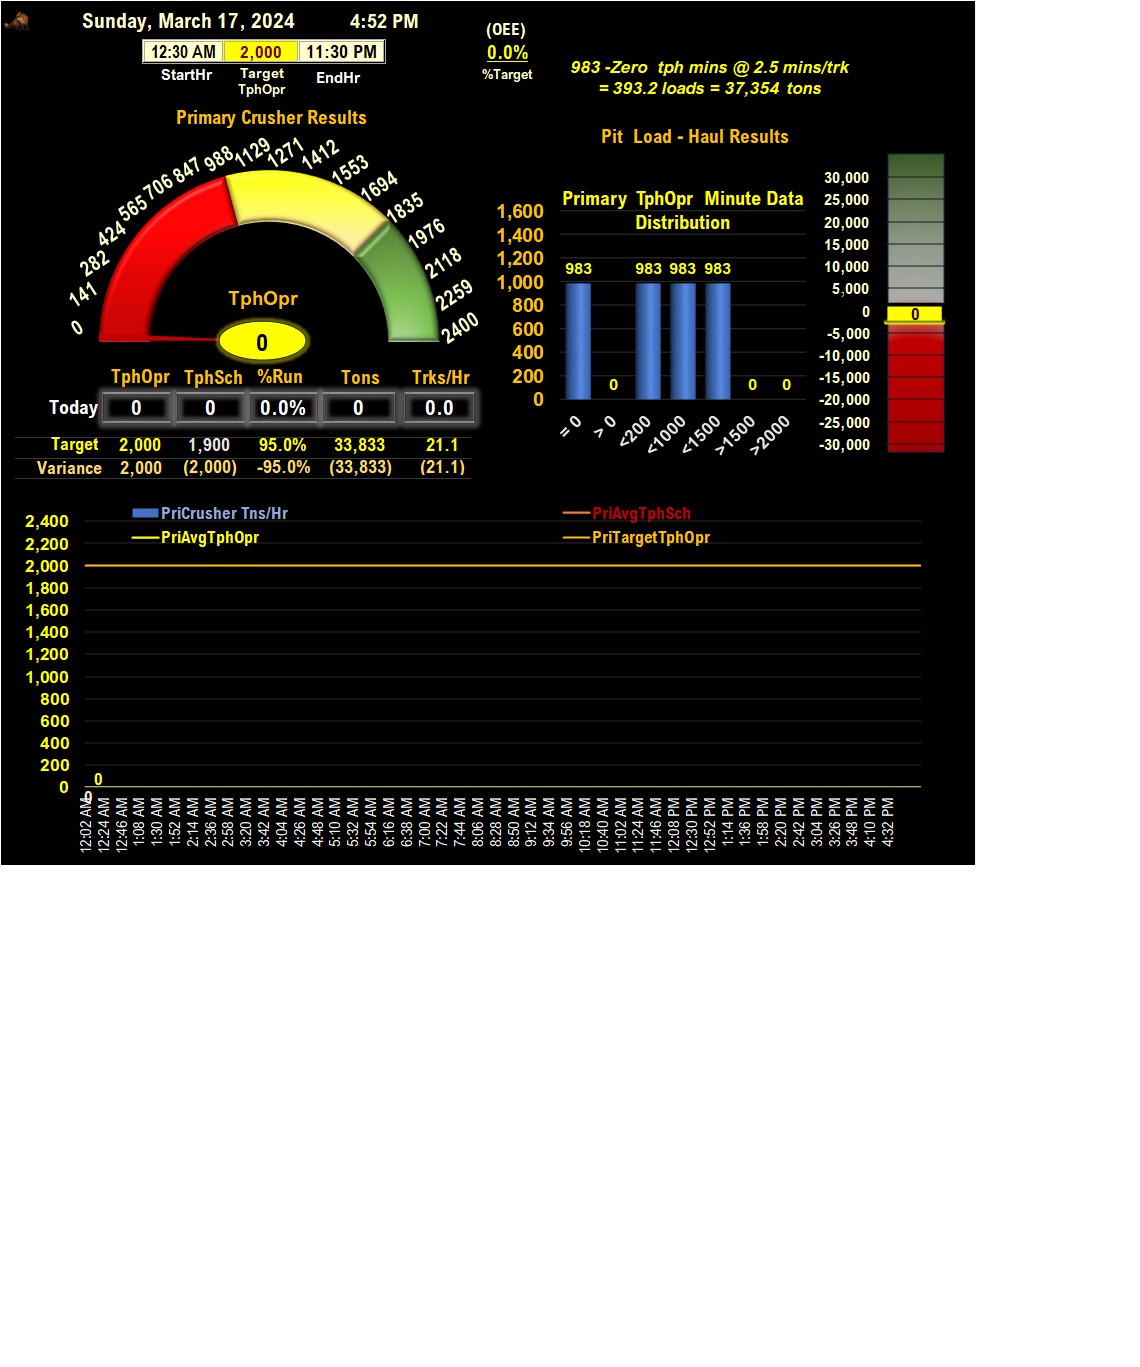 Sunday, March 17, 2024 4:52 PM
12:30 AM 2,000 11:30 PM
StartHr Target TphOpr EndHr
(OEE)
0.0%
%Target
983 -Zero tph mins @ 2.5 mins/trk
= 393.2 loads = 37,354 tons
Primary Crusher Results
0
141
282
424
565
706
847
988
1129
1271
1412
1553
1694
1835
1976
2118
2259
2400
TphOpr
0
TphOpr TphSch %Run Tons Trks/Hr
Today 0 0 0.0% 0 0.0
Target 2,000 1,900 95.0% 33,833 21.1
Variance 2,000 (2,000) -95.0% (33,833) (21.1)
Pit Load - Haul Results
Primary TphOpr Minute Data
Distribution
1,600
1,400
1,200
1,000
800
600
400
200
0
983 0 983 983 983 0 0
= 0 > 0 <200 <1000 <1500 >1500 >2000
30,000
25,000
20,000
15,000
10,000
5,000
0
-5,000
-10,000
-15,000
-20,000
-25,000
-30,000
0
PriCrusher Tns/Hr PriAvgTphSch
PriAvgTphOpr PriTargetTphOpr
2,400
2,200
2,000
1,800
1,600
1,400
1,200
1,000
800
600
400
200
0
0
0
12:02 AM
12:24 AM
12:46 AM
1:08 AM
1:30 AM
1:52 AM
2:14 AM
2:36 AM
2:58 AM
3:20 AM
3:42 AM
4:04 AM
4:26 AM
4:48 AM
5:10 AM
5:32 AM
5:54 AM
6:16 AM
6:38 AM
7:00 AM
7:22 AM
7:44 AM
8:06 AM
8:28 AM
8:50 AM
9:12 AM
9:34 AM
9:56 AM
10:18 AM
10:40 AM
11:02 AM
11:24 AM
11:46 AM
12:08 PM
12:30 PM
12:52 PM
1:14 PM
1:36 PM
1:58 PM
2:20 PM
2:42 PM
3:04 PM
3:26 PM
3:48 PM
4:10 PM
4:32 PM